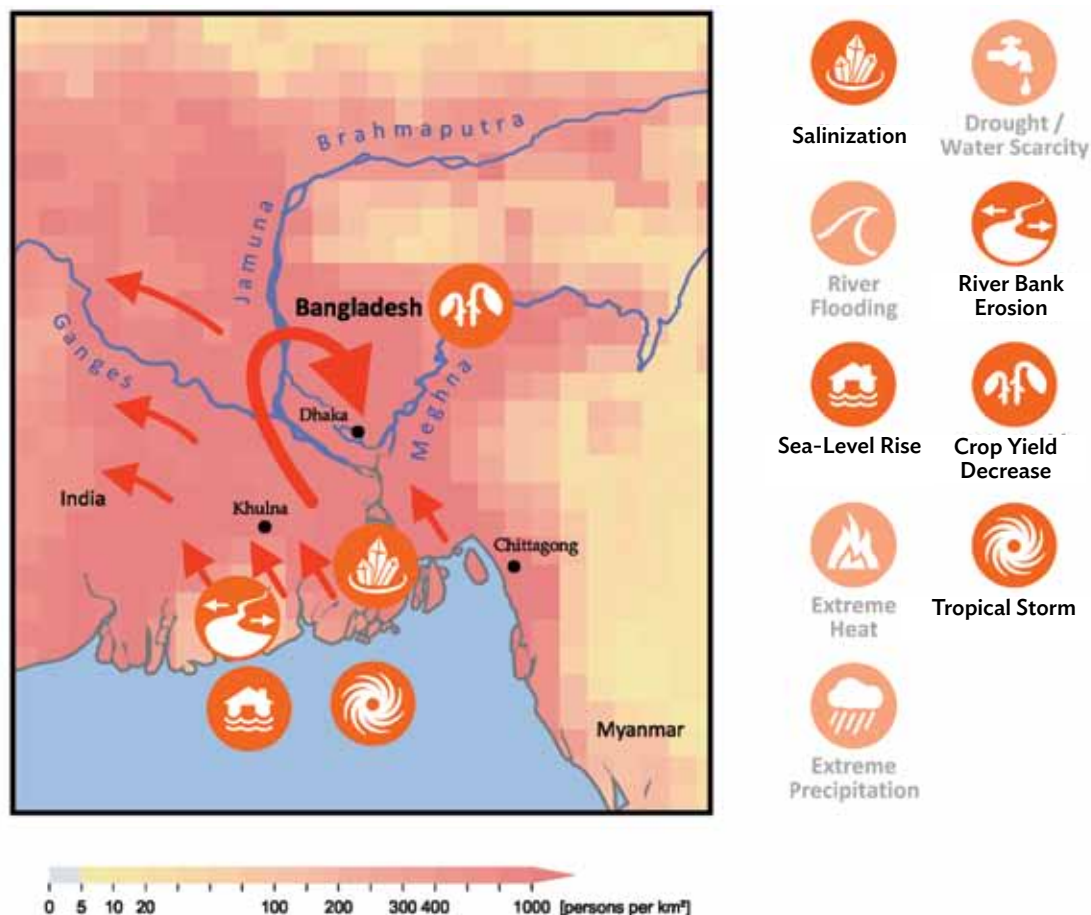 Brahmaputra
Jamuna
Bangladesh
Ganges
Meghna
Dhaka
India
Khulna
Chittagong
Myanmar
Salinization
Drought /
Water Scarcity
River
Flooding
River Bank
Erosion
Sea-Level Rise
Crop Yield
Decrease
Extreme
Heat
Tropical Storm
Extreme
Precipitation
0 5 10 20 100 200 300 400 1000 [persons per km²]